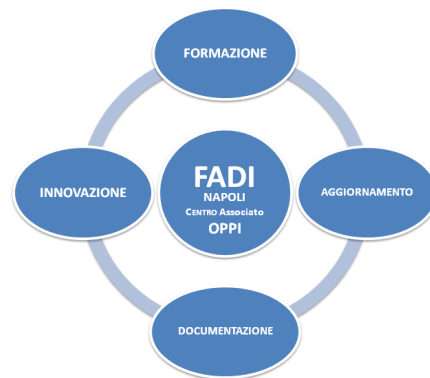 FORMAZIONE
INNOVAZIONE
FADI
NAPOLI
CENTRO Associato
OPPI
AGGIORNAMENTO
DOCUMENTAZIONE